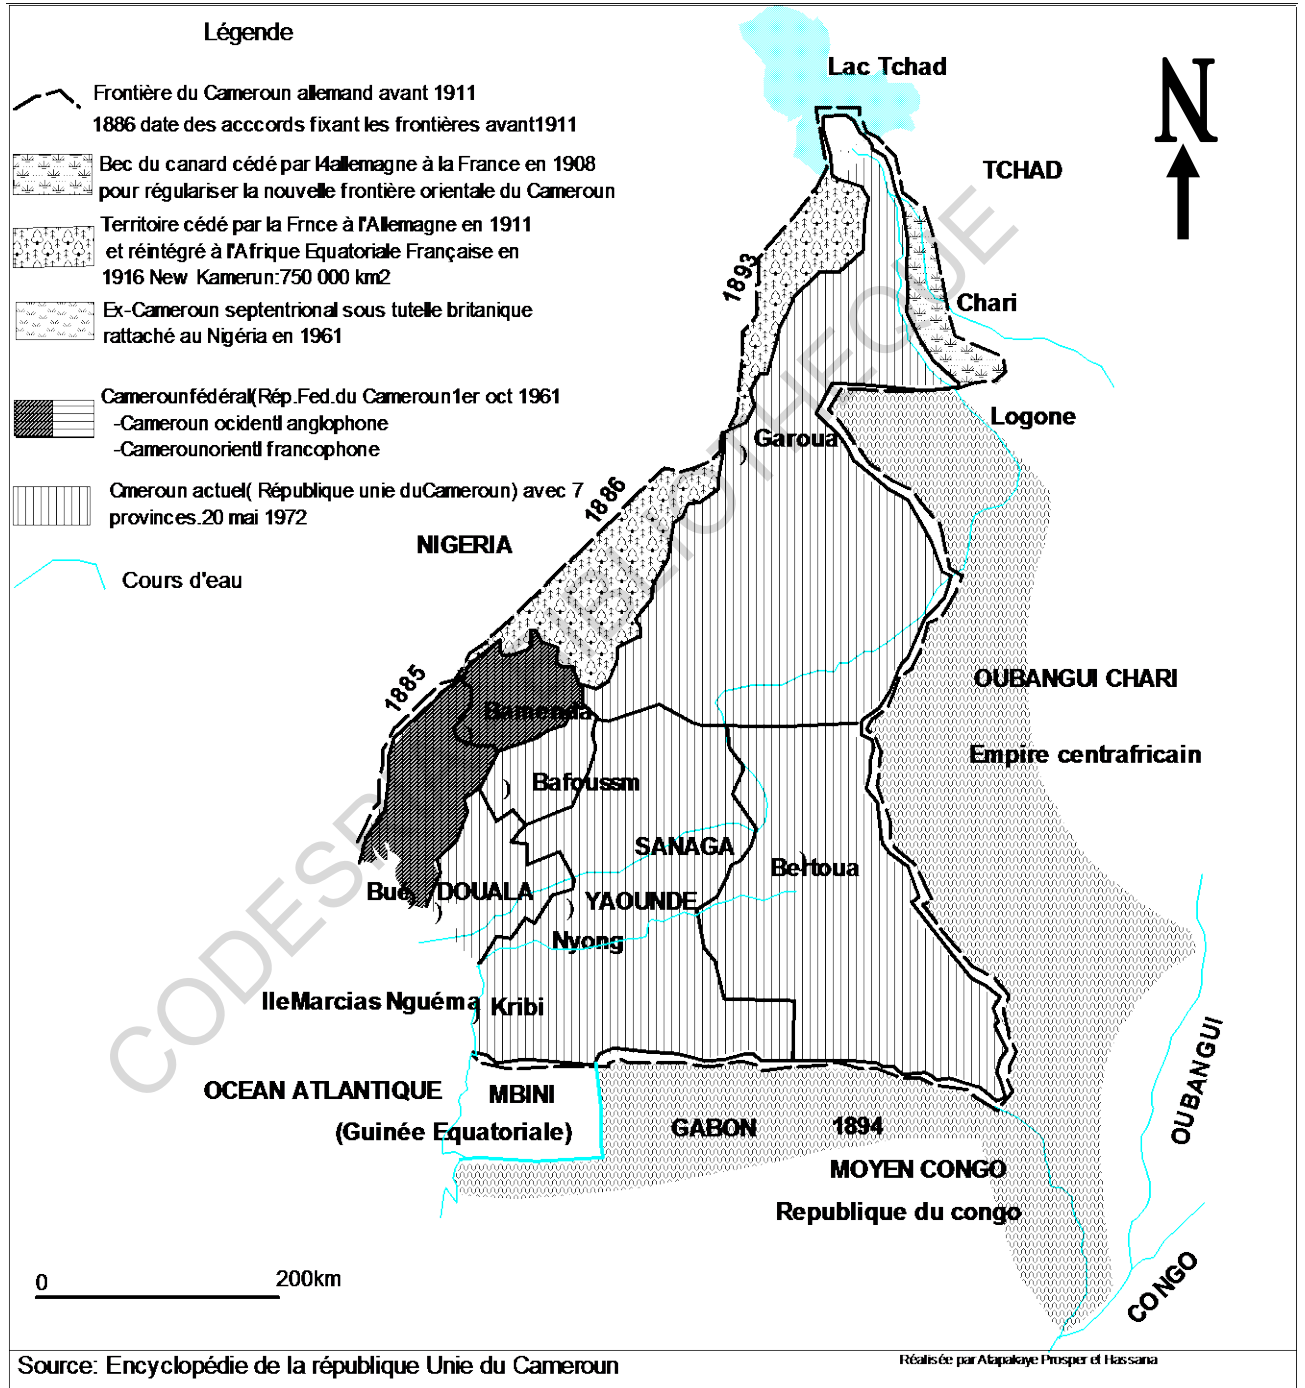 Légende
Frontière du Cameroun allemand avant 1911
1886 date des acccords fixant les frontières avant1911
Bec du canard cédé par l4allemagne à la France en 1908
pour régulariser la nouvelle frontière orientale du Cameroun
Territoire cédé par la Frnce à l'Allemagne en 1911
et réintégré à l'Afrique Equatoriale Française en
1916 New Kamerun:750 000 km2
Ex-Cameroun septentrional sous tutelle britanique
rattaché au Nigéria en 1961
Camerounfédéral(Rép.Fed.du Cameroun1er oct 1961
-Cameroun ocidentl anglophone
-Camerounorientl francophone
Cmeroun actuel( République unie duCameroun) avec 7
provinces.20 mai 1972
Cours d'eau
Lac Tchad
N
TCHAD
1893
Chari
Logone
Garoua
1886
NIGERIA
1885
OUBANGUI CHARI
Bamenda
Empire centrafricain
Bafoussm
SANAGA
Bertoua
Bue
DOUALA
YAOUNDE
Nyong
IleMarcias Nguéma
Kribi
OUBANGUI
OCEAN ATLANTIQUE
MBINI
(Guinée Equatoriale)
GABON
1894
MOYEN CONGO
Republique du congo
CONGO
0
200km
Source: Encyclopédie de la république Unie du Cameroun
Réalisée par Atapakaye Prosper et Hassana